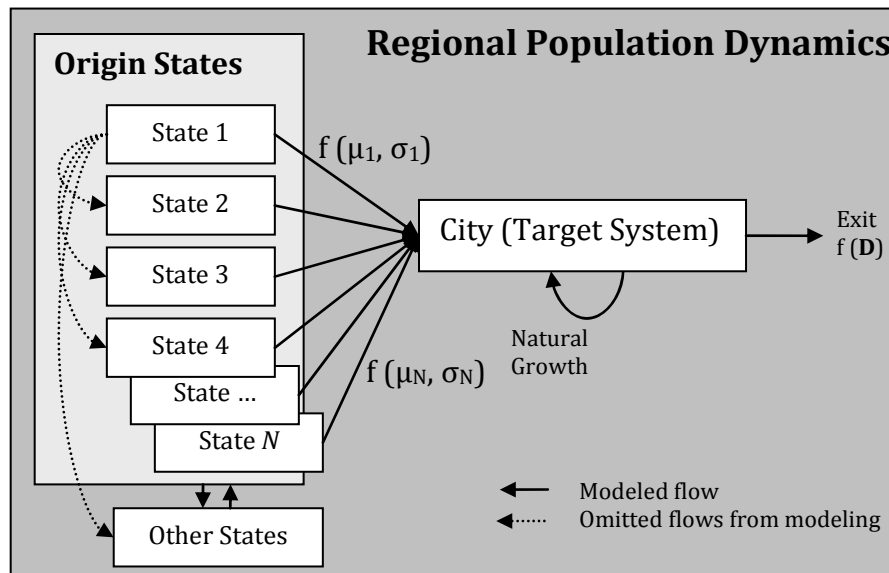 Regional Population Dynamics
Origin States
State 1
State 2
State 3
State 4
State ...
State N
Other States
f (μ1, σ1)
f (μN, σN)
City (Target System)
Natural
Growth
Exit
f (D)
Modeled flow
Omitted flows from modeling